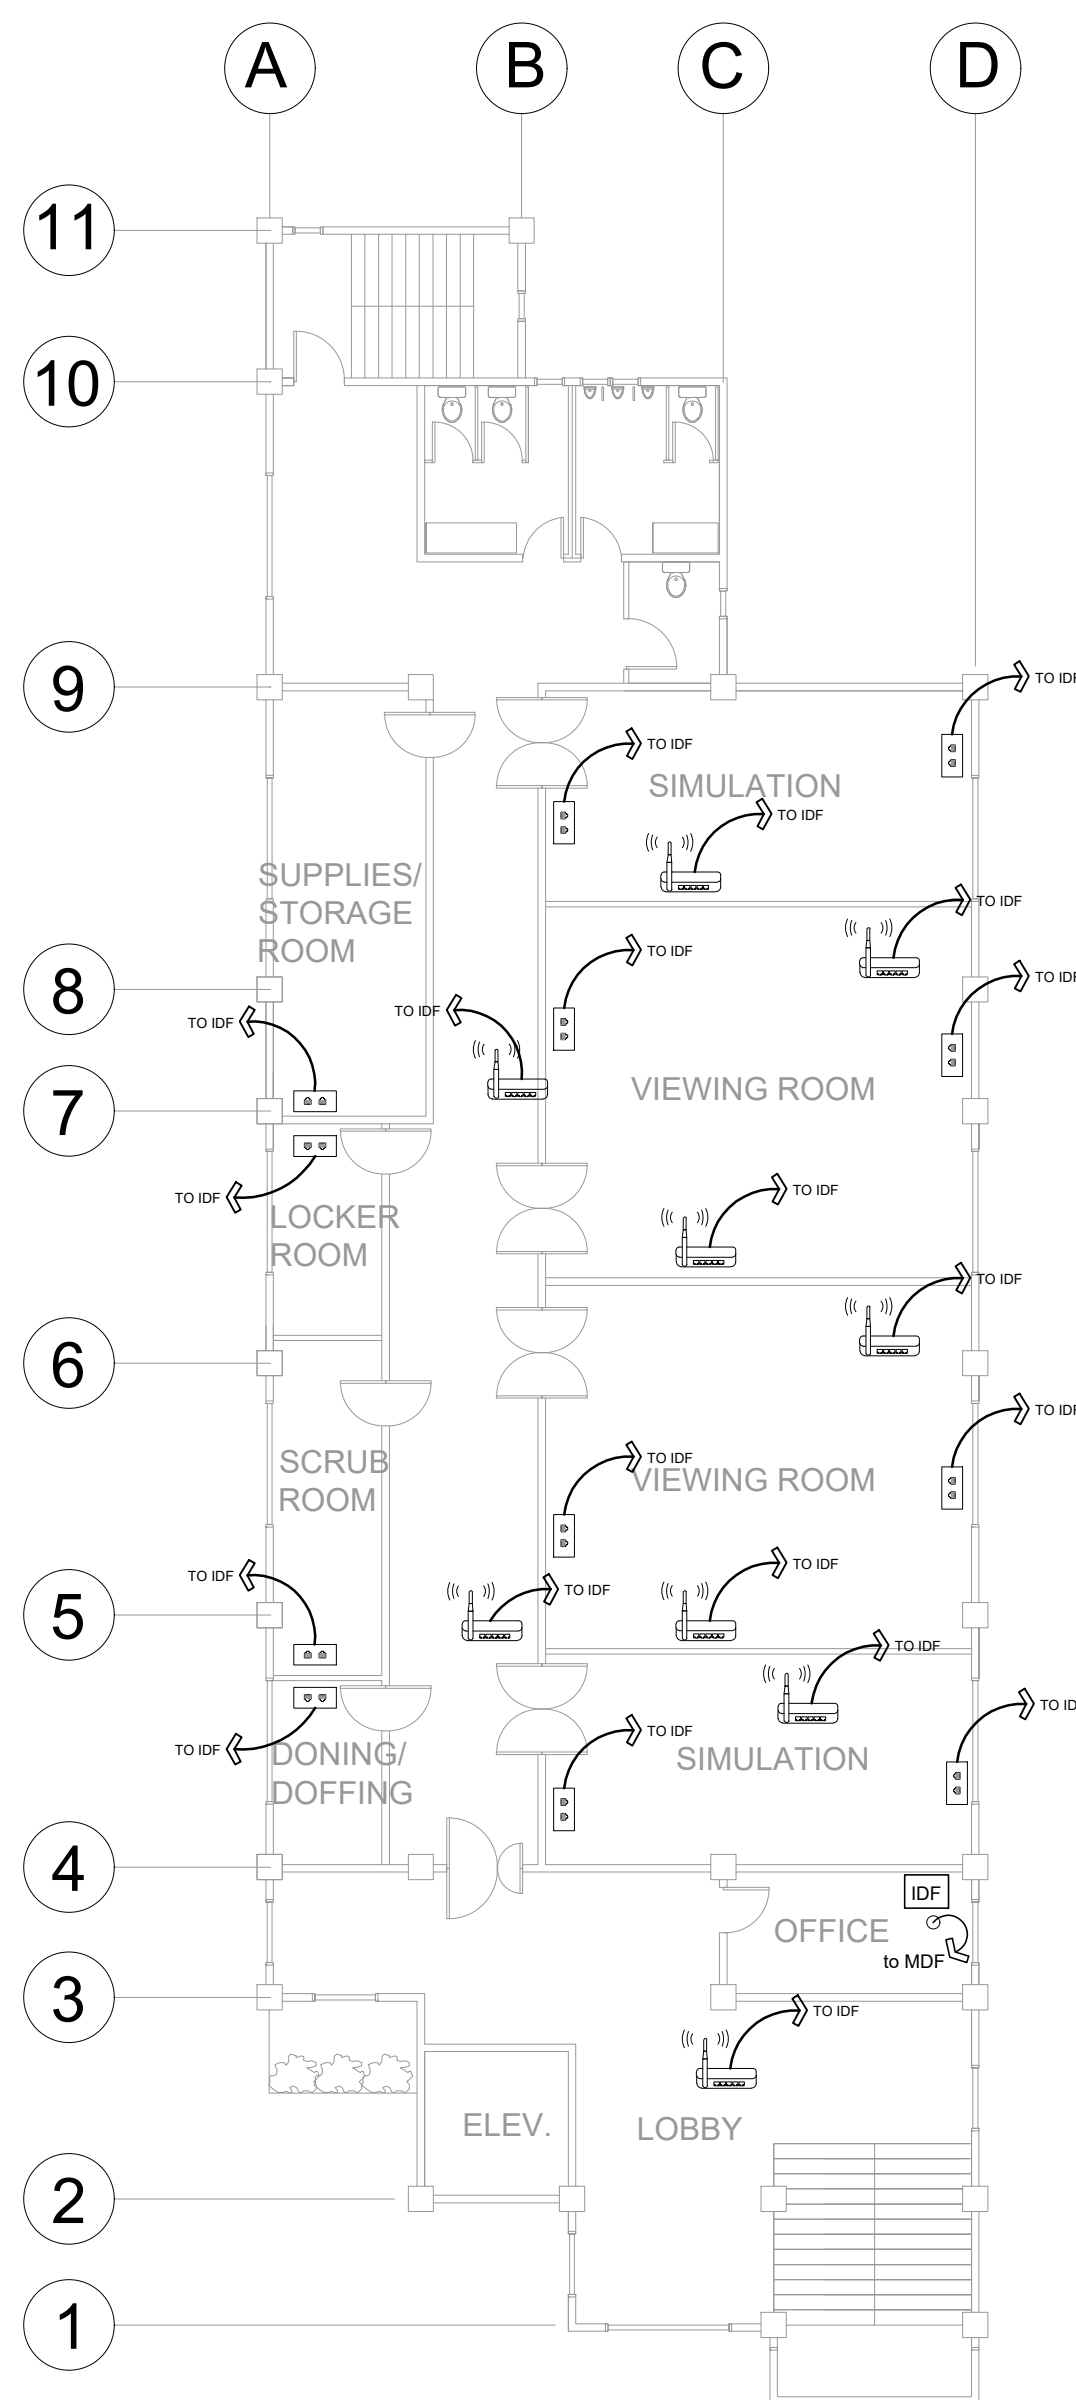 A
B
C
D
11
10
9
TO IDF
TO IDF
SIMULATION
TO IDF
SUPPLIES/
STORAGE
ROOM
TO IDF
TO IDF
8
TO IDF
TO IDF
TO IDF
VIEWING ROOM
7
TO IDF
TO IDF
LOCKER
ROOM
TO IDF
6
TO IDF
SCRUB
ROOM
TO IDF
VIEWING ROOM
TO IDF
TO IDF
TO IDF
5
TO IDF
TO ID
TO IDF
TO IDF
DONING/
DOFFING
SIMULATION
4
IDF
OFFICE
to MDF
3
TO IDF
ELEV.
LOBBY
2
1